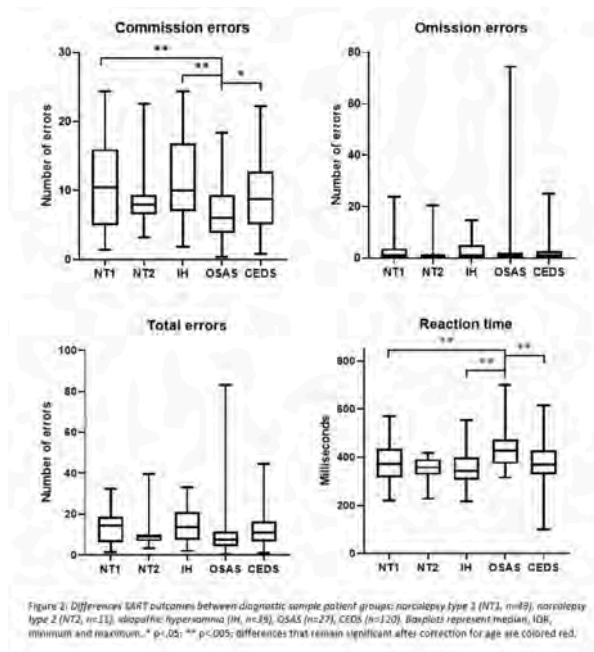 Commission errors
Number of errors
30
20
10
0
**
**
*
NT1 NT2 IH OSAS CEDS
Omission errors
Number of errors
80
60
40
20
0
NT1 NT2 IH OSAS CEDS
Total errors
Number of errors
100
80
60
40
20
0
NT1 NT2 IH OSAS CEDS
Reaction time
Milliseconds
800
600
400
200
0
**
**
**
NT1 NT2 IH OSAS CEDS
Figure 2: Differences SART outcomes between diagnostic sample patient groups: narcolepsy type 1 (NT1, n=49), narcolepsy
type 2 (NT2, n=11), idiopathic hypersomnia (IH, n=39), OSAS (n=27), CEDS (n=120). Boxplots represent median, IQR,
minimum and maximum. * p<.05; ** p<.005; differences that remain significant after correction for age are colored red.